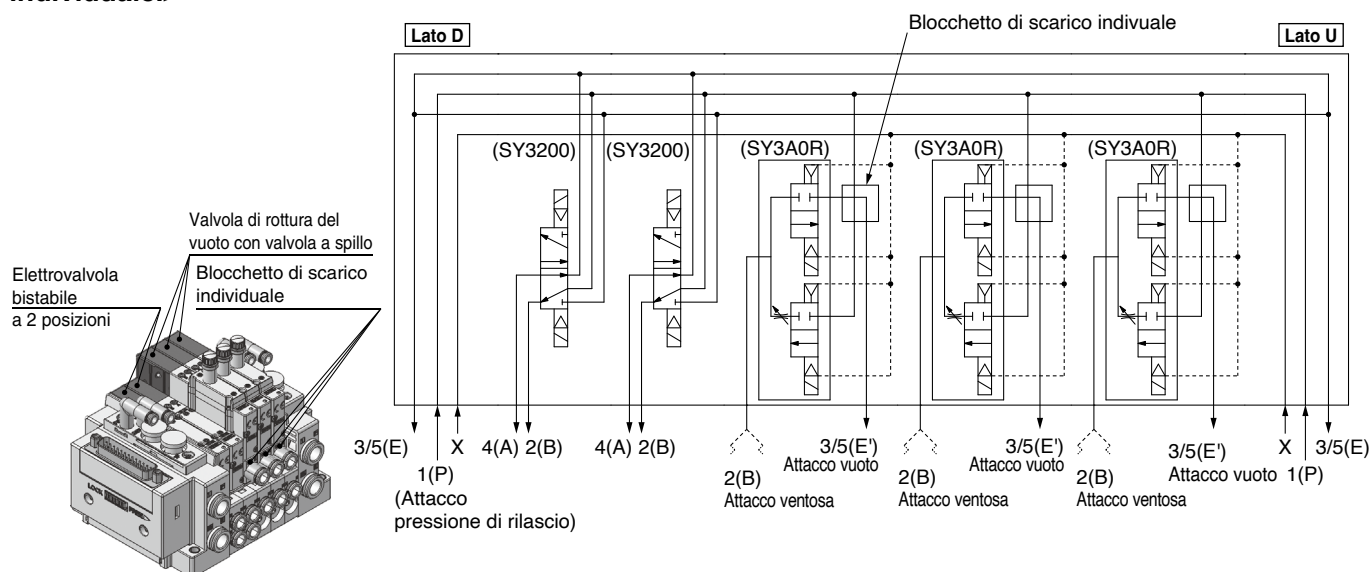 Lato D
Blocchetto di scarico indivuale
Lato U
(SY3200)
(SY3200)
(SY3A0R)
(SY3A0R)
(SY3A0R)
Valvola di rottura del
vuoto con valvola a spillo
Elettrovalvola
bistabile
a 2 posizioni
Blocchetto di scarico
individuale
3/5(E)
1(P)
(Attacco
pressione di rilascio)
X
4(A) 2(B)
4(A) 2(B)
2(B)
Attacco ventosa
3/5(E')
Attacco vuoto
2(B)
Attacco ventosa
3/5(E')
Attacco vuoto
2(B)
Attacco ventosa
3/5(E')
Attacco vuoto
X
1(P)
3/5(E)
LOCK
FREE